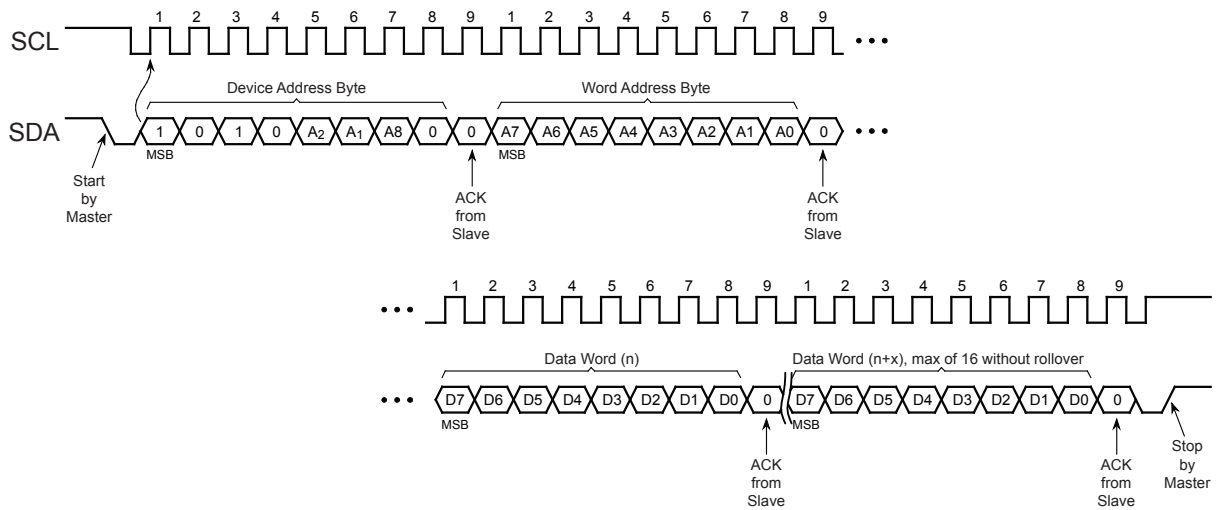 1 2 3 4 5 6 7 8 9 1 2 3 4 5 6 7 8 9
SCL
Device Address Byte Word Address Byte
SDA 1 0 1 0 A2 A1 A8 0 0 A7 A6 A5 A4 A3 A2 A1 A0 0
MSB MSB
Start
by
Master
ACK
from
Slave
ACK
from
Slave
1 2 3 4 5 6 7 8 9 1 2 3 4 5 6 7 8 9
Data Word (n) Data Word (n+x), max of 16 without rollover
D7 D6 D5 D4 D3 D2 D1 D0 0 D7 D6 D5 D4 D3 D2 D1 D0 0
MSB MSB
ACK
from
Slave
ACK
from
Slave
Stop
by
Master